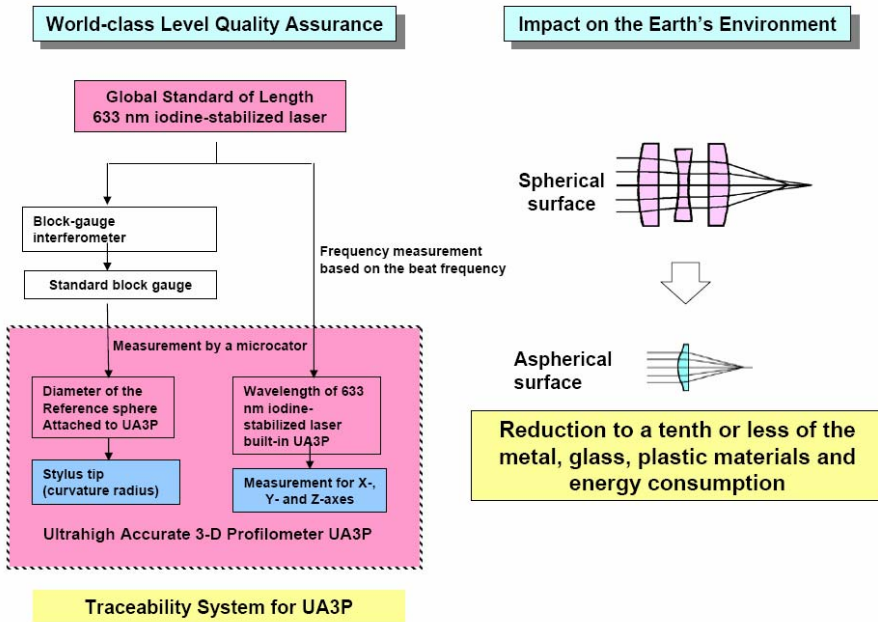 World-class Level Quality Assurance
Global Standard of Length
633 nm iodine-stabilized laser
Block-gauge
interferometer
Standard block gauge
Frequency measurement
based on the beat frequency
Measurement by a microcator
Diameter of the
Reference sphere
Attached to UA3P
Wavelength of 633
nm iodine-
stabilized laser
built-in UA3P
Stylus tip
(curvature radius)
Measurement for X-,
Y- and Z-axes
Ultrahigh Accurate 3-D Profilometer UA3P
Traceability System for UA3P
Impact on the Earth's Environment
Spherical
surface
Aspherical
surface
Reduction to a tenth or less of the
metal, glass, plastic materials and
energy consumption